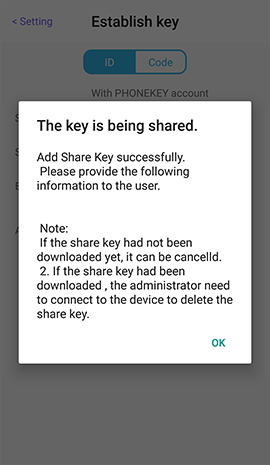 < Setting Establish key
ID Code
With PHONEKEY account
S
S
E
A
The key is being shared.
Add Share Key successfully.
Please provide the following
information to the user.
Note:
If the share key had not been
downloaded yet, it can be cancelld.
2. If the share key had been
downloaded , the administrator need
to connect to the device to delete the
share key.
OK